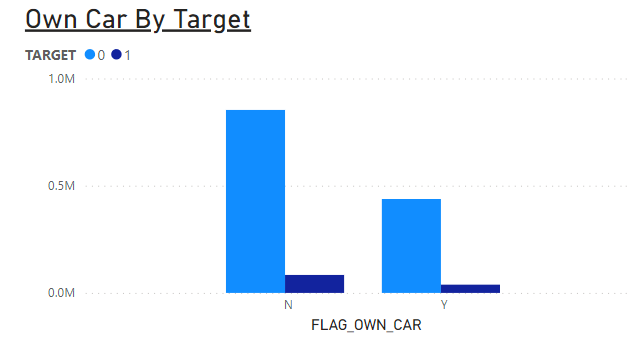 Own Car By Target
TARGET 0 1
1.0M
0.5M
0.0M
N Y
FLAG_OWN_CAR